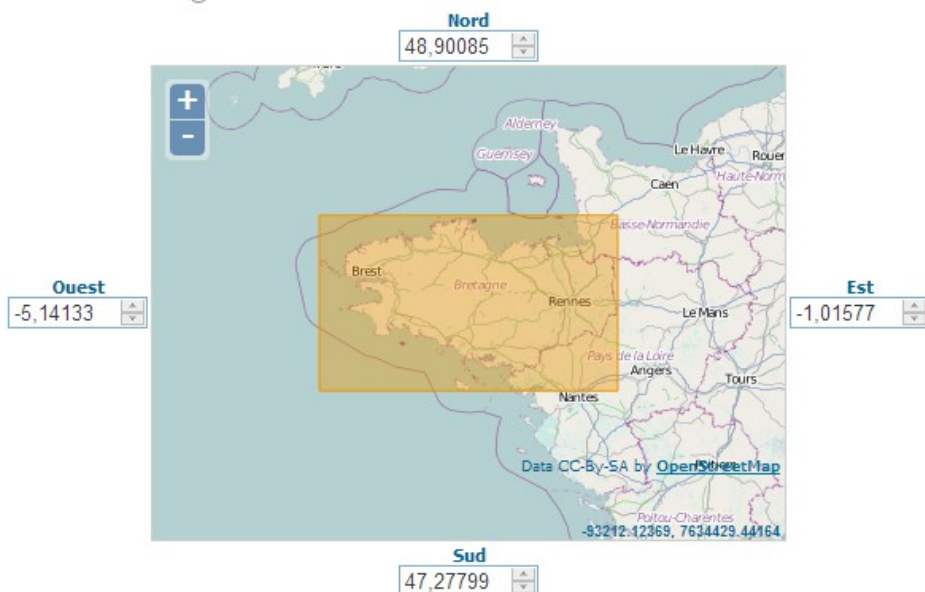 Nord
48,90085
+
-
Alderney
Guernsey
Le Havre
Caen
Basse-Normandie
Brest
Bretagne
Rennes
Ouest
-5,14133
Est
-1,01577
Le Mans
Pays de la Loire
Angers
Tours
Nantes
Data CC-By-SA by OpenStreetMap
Poitou-Charentes
-93212.12369, 7634429.44164
Sud
47,27799